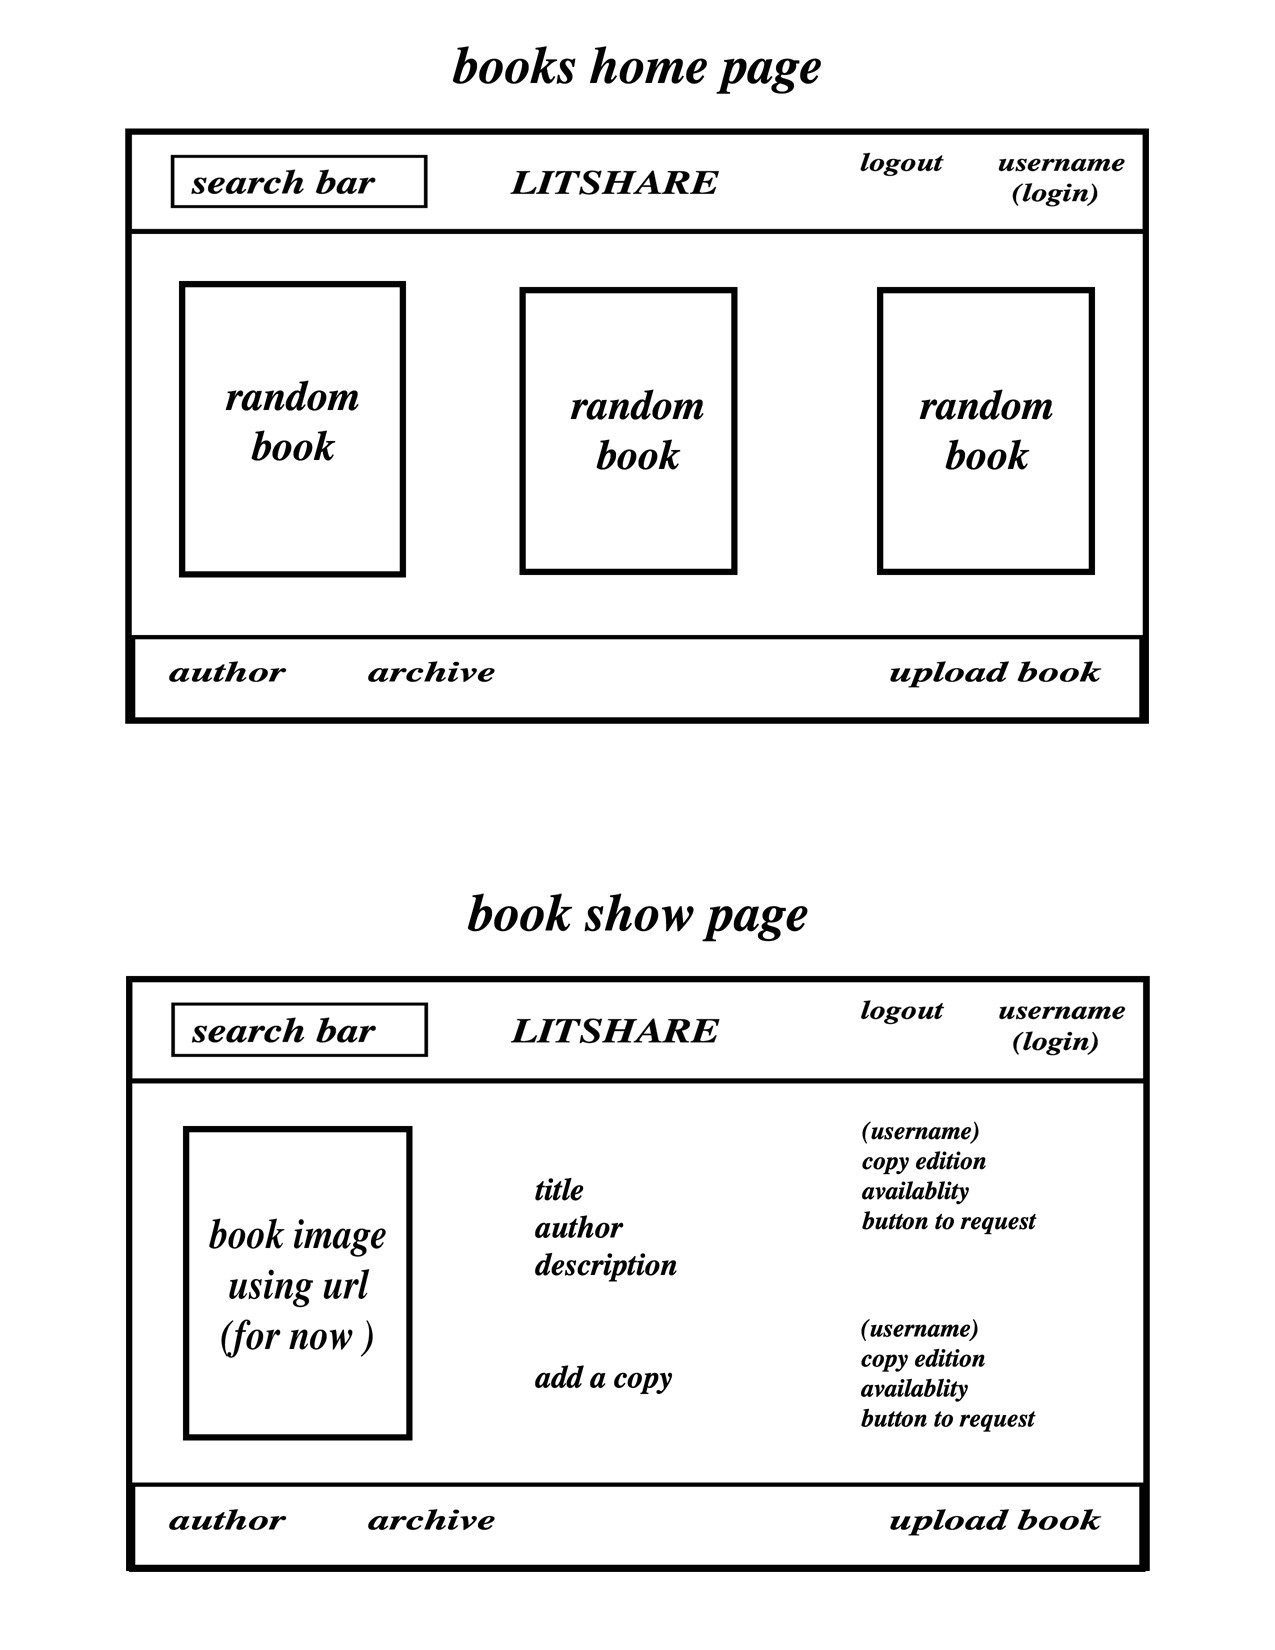 books home page
search bar
LITSHARE
logout
username
(login)
random
book
random
book
random
book
author
archive
upload book
book show page
search bar
LITSHARE
logout
username
(login)
book image
using url
(for now )
title
author
description
add a copy
(username)
copy edition
availablity
button to request
(username)
copy edition
availablity
button to request
author
archive
upload book